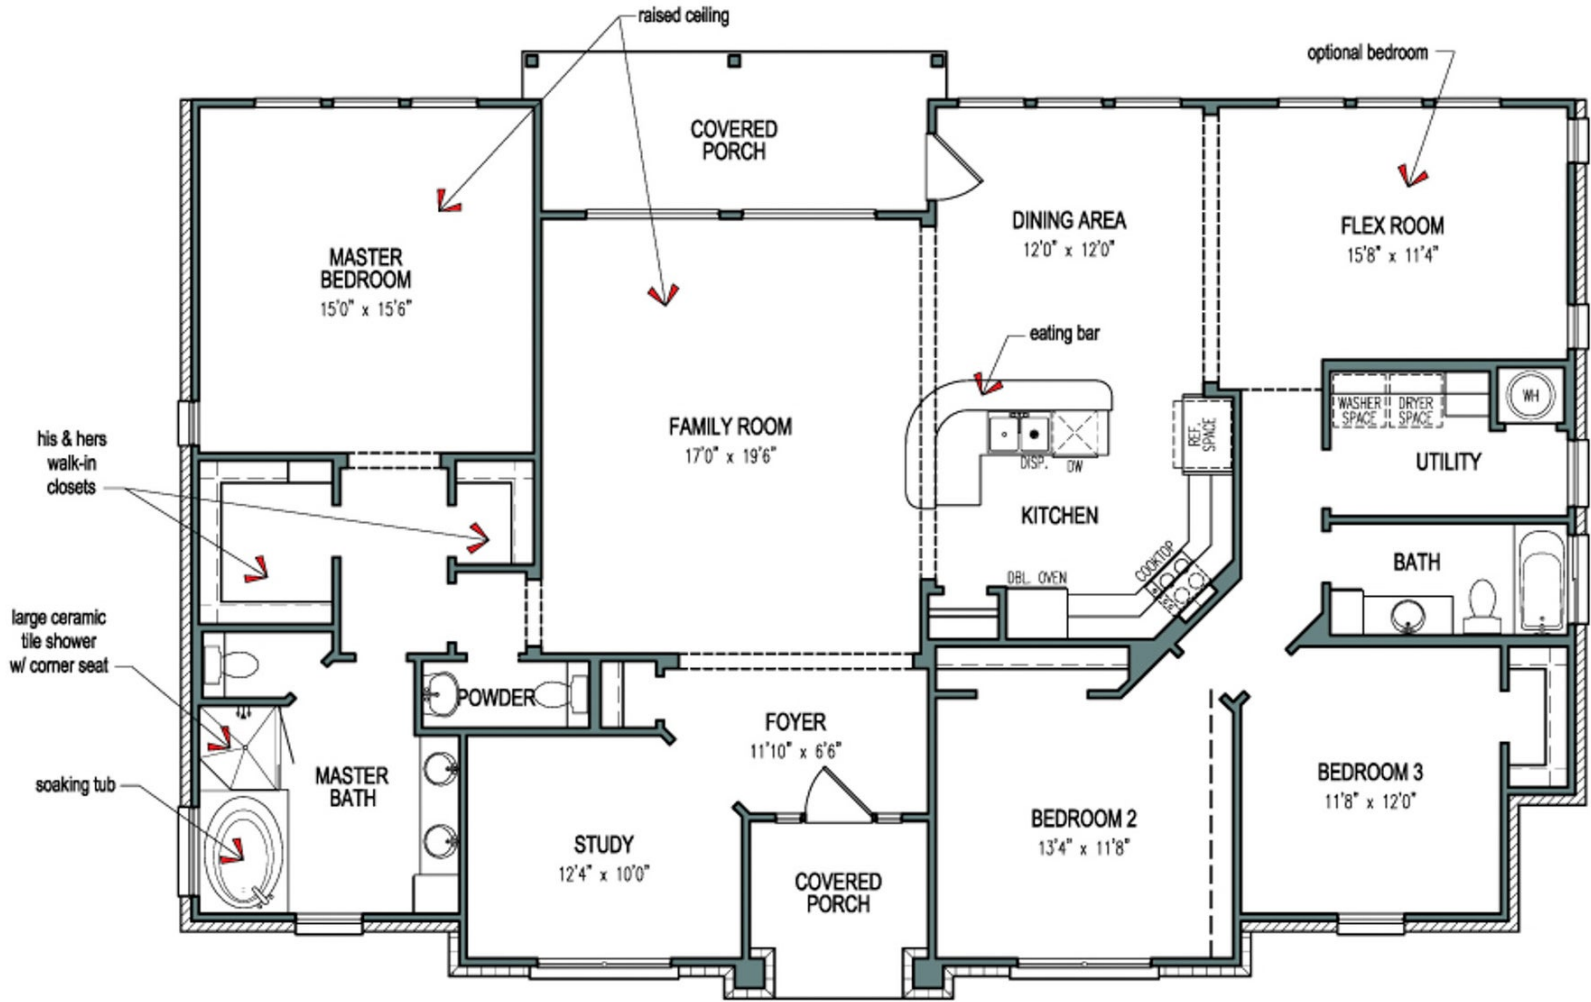 raised ceiling
optional bedroom
COVERED
PORCH
DINING AREA
12'0" x 12'0"
FLEX ROOM
15'8" x 11'4"
MASTER
BEDROOM
15'0" x 15'6"
eating bar
FAMILY ROOM
17'0" x 19'6"
his & hers
walk-in
closets
WASHER
SPACE
DRYER
SPACE
WH
REF.
SPACE
DISP.
DW
UTILITY
KITCHEN
COOKTOP
DBL. OVEN
BATH
large ceramic
tile shower
w/ corner seat
POWDER
FOYER
11'10" x 6'6"
soaking tub
MASTER
BATH
STUDY
12'4" x 10'0"
COVERED
PORCH
BEDROOM 2
13'4" x 11'8"
BEDROOM 3
11'8" x 12'0"